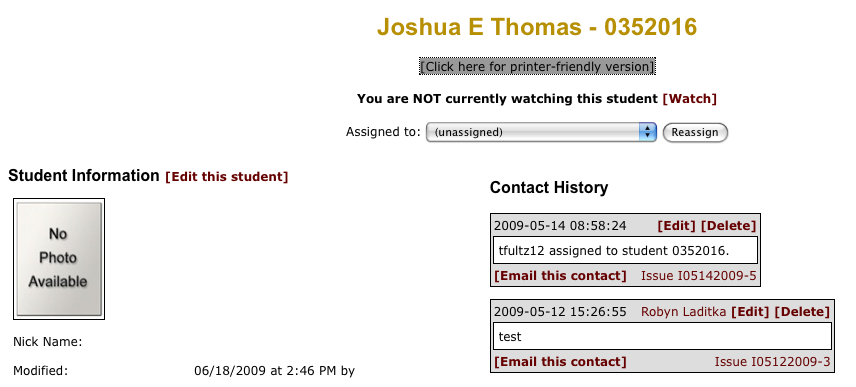 Joshua E Thomas - 0352016
[Click here for printer-friendly version]
You are NOT currently watching this student [Watch]
Assigned to: (unassigned) Reassign
Student Information [Edit this student]
No
Photo
Available
Nick Name:
Modified: 06/18/2009 at 2:46 PM by
Contact History
2009-05-14 08:58:24 [Edit] [Delete]
tfultz12 assigned to student 0352016.
[Email this contact] Issue I05142009-5
2009-05-12 15:26:55 Robyn Laditka [Edit] [Delete]
test
[Email this contact] Issue I05122009-3